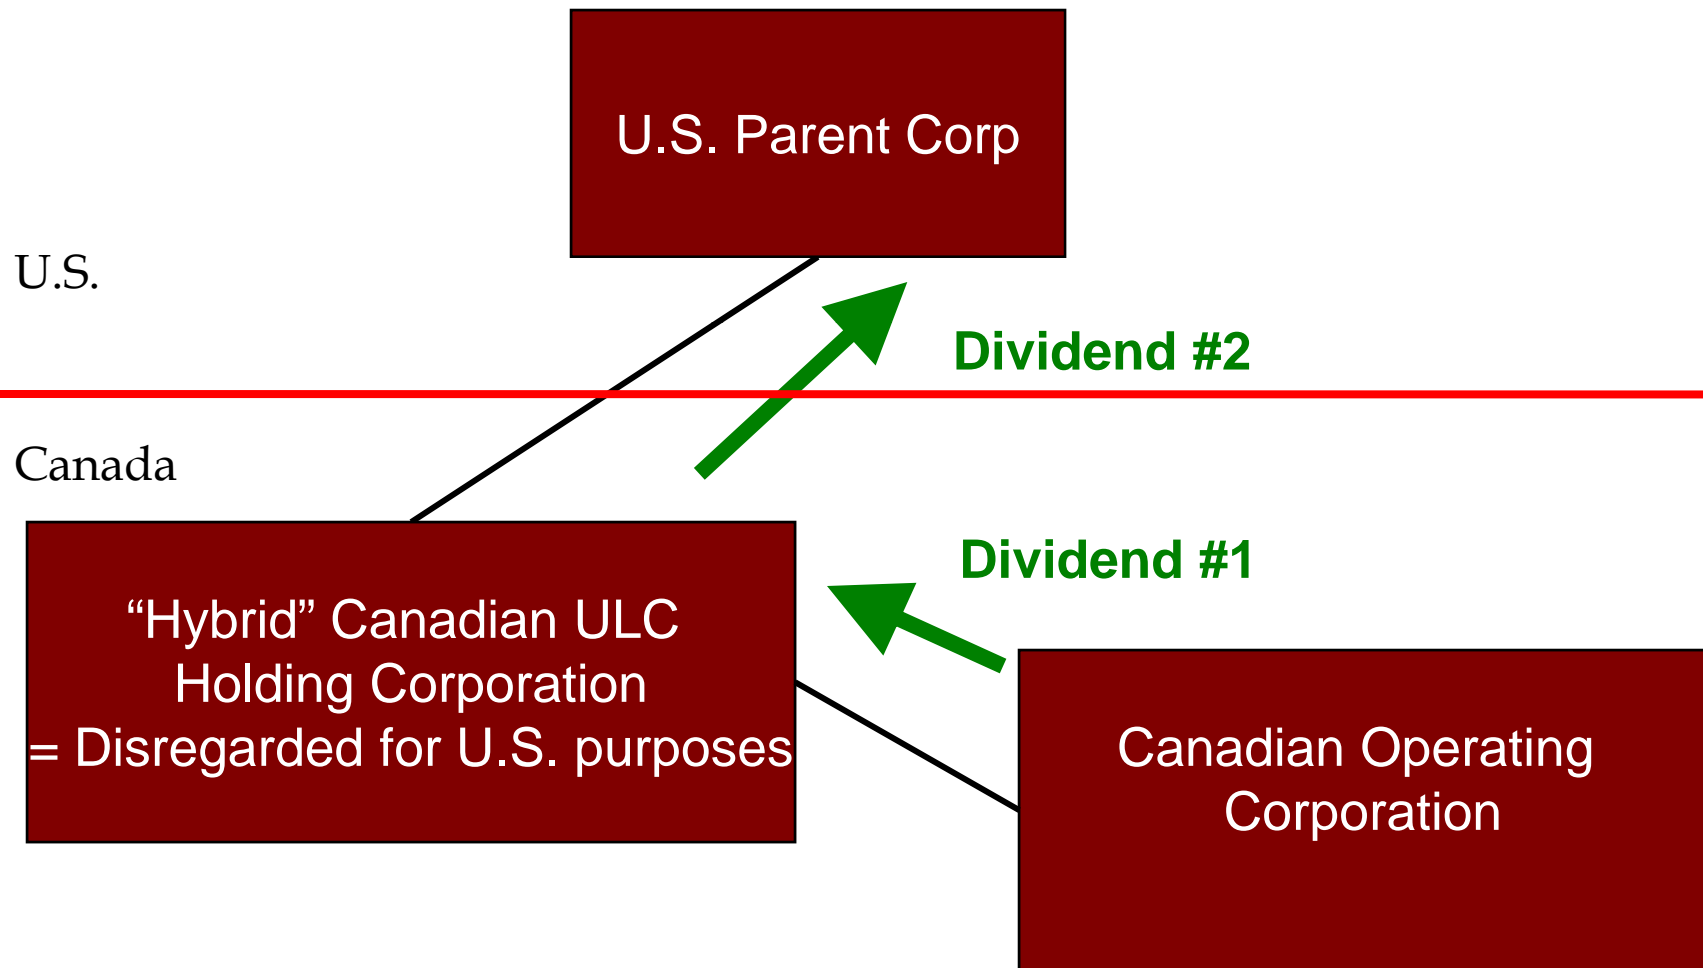 U.S. Parent Corp
U.S.
Dividend #2
Canada
Dividend #1
“Hybrid” Canadian ULC
Holding Corporation
= Disregarded for U.S. purposes
Canadian Operating
Corporation